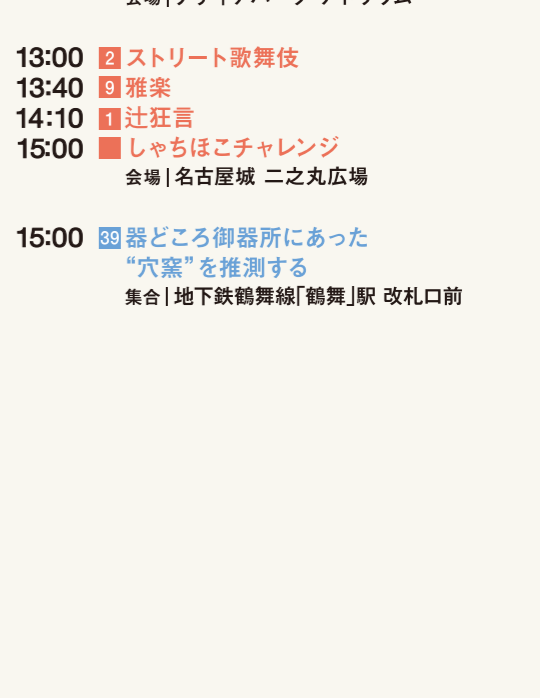 13:00 2 ストリート歌舞伎
13:40 9 雅楽
14:10 1 辻狂言
15:00 しゃちほこチャレンジ
会場|名古屋城 二之丸広場
15:00 39 器どころ御器所にあった
“穴窯”を推測する
集合|地下鉄鶴舞線「鶴舞」駅 改札口前